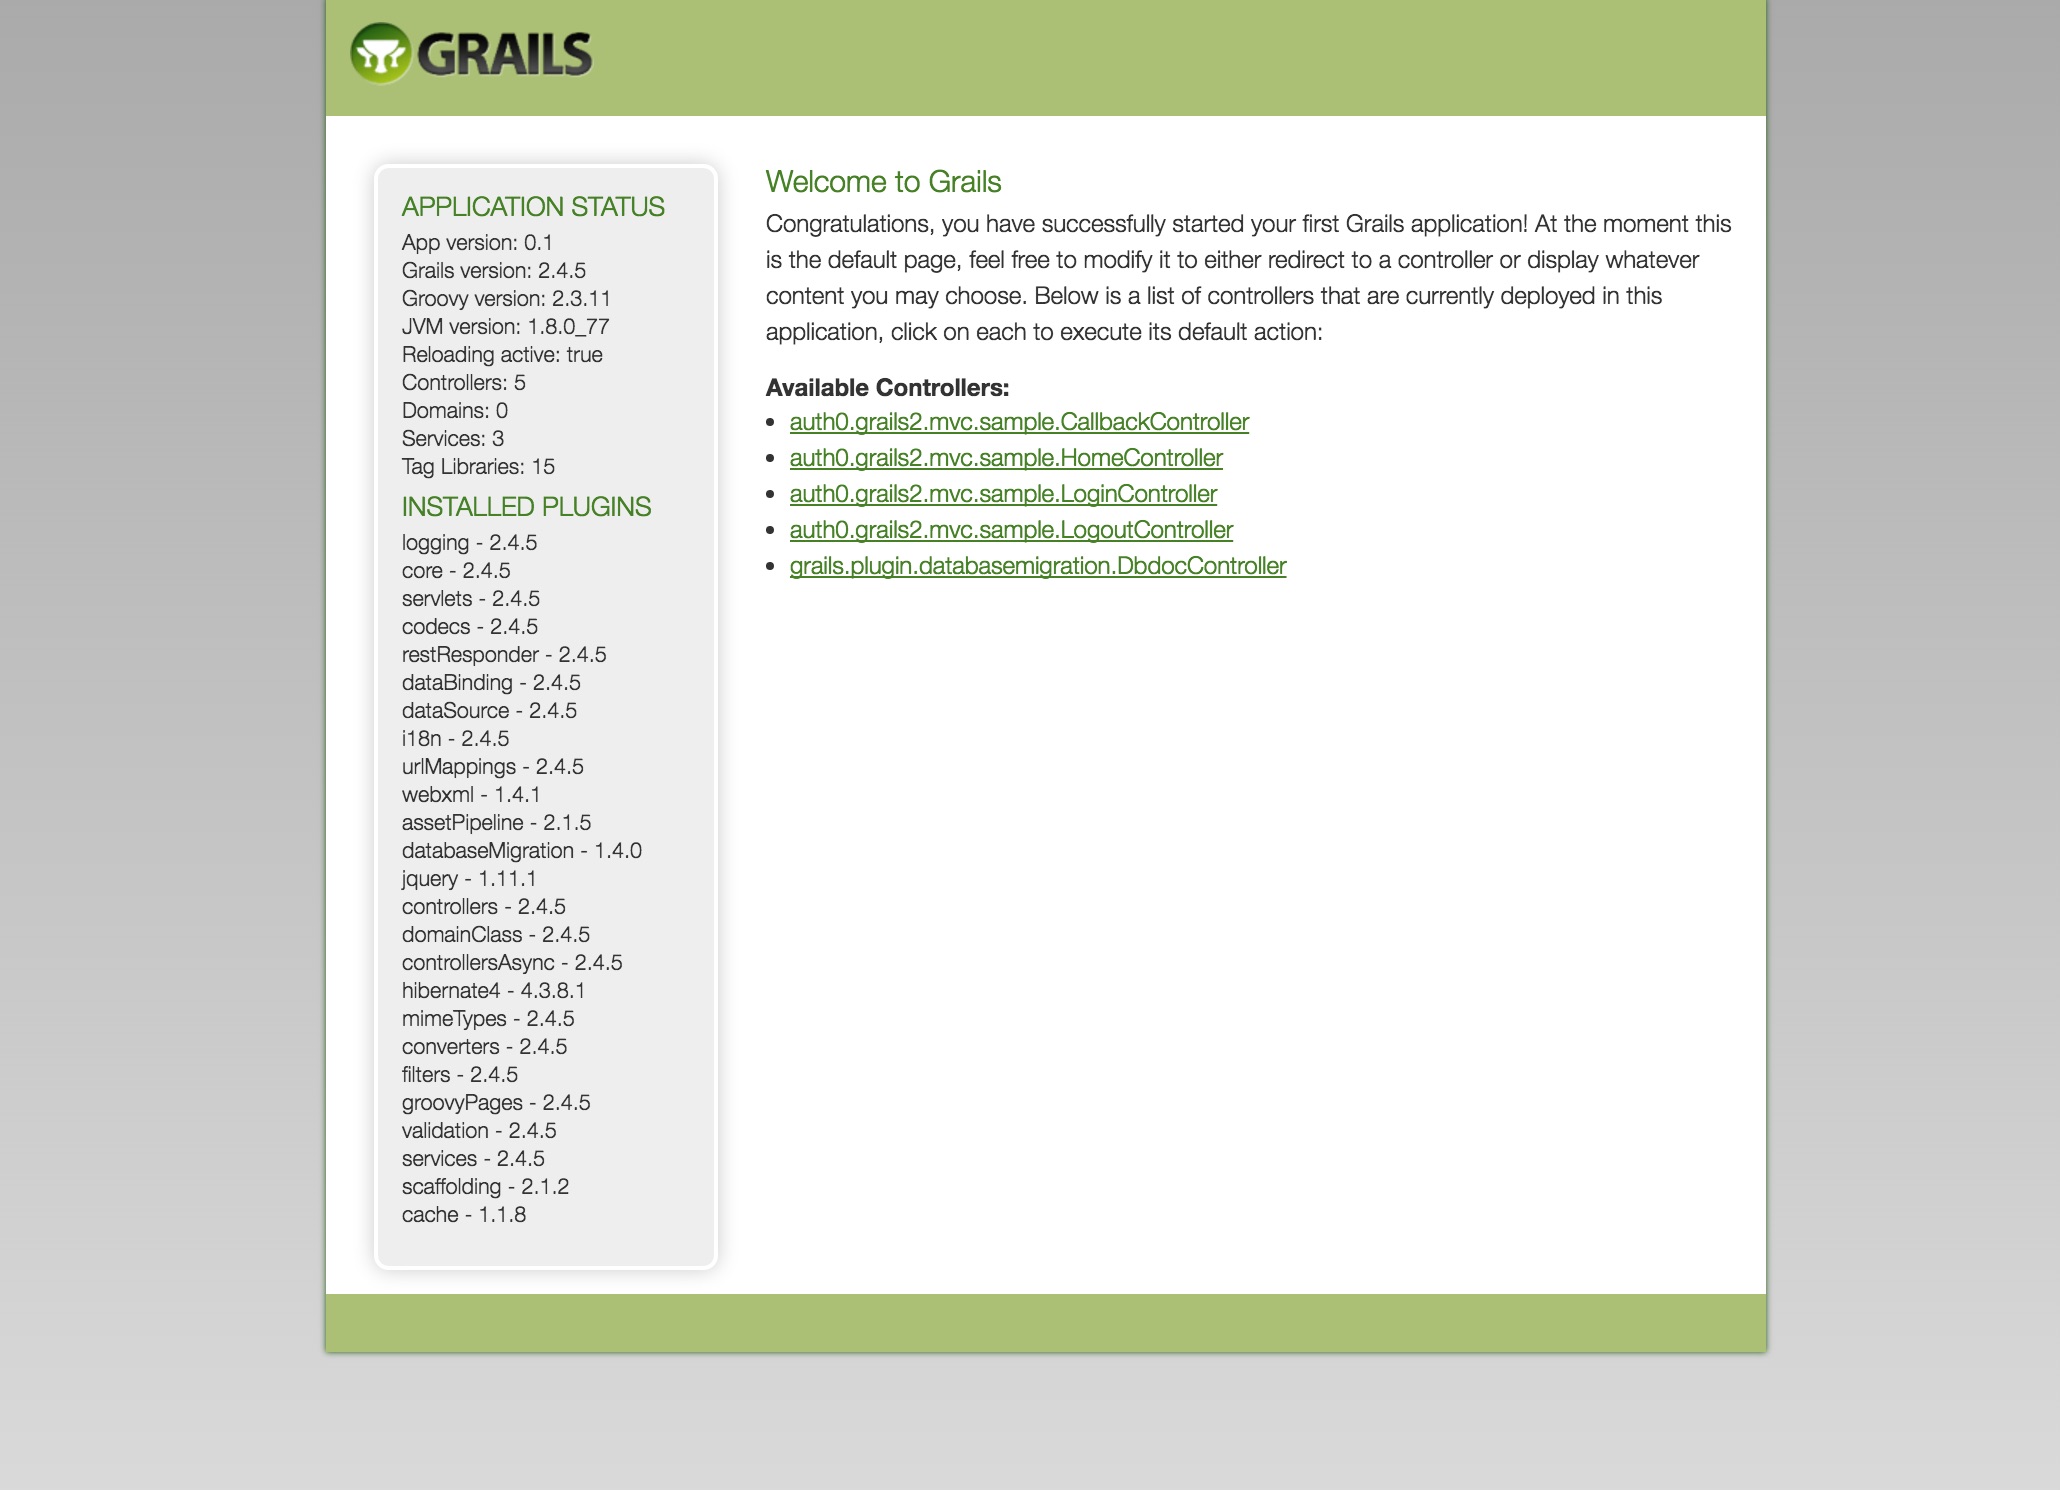 GRAILS
APPLICATION STATUS
App version: 0.1
Grails version: 2.4.5
Groovy version: 2.3.11
JVM version: 1.8.0_77
Reloading active: true
Controllers: 5
Domains: 0
Services: 3
Tag Libraries: 15
INSTALLED PLUGINS
logging - 2.4.5
core - 2.4.5
servlets - 2.4.5
codecs - 2.4.5
restResponder - 2.4.5
dataBinding - 2.4.5
dataSource - 2.4.5
i18n - 2.4.5
urlMappings - 2.4.5
webxml - 1.4.1
assetPipeline - 2.1.5
databaseMigration - 1.4.0
jquery - 1.11.1
controllers - 2.4.5
domainClass - 2.4.5
controllersAsync - 2.4.5
hibernate4 - 4.3.8.1
mimeTypes - 2.4.5
converters - 2.4.5
filters - 2.4.5
groovyPages - 2.4.5
validation - 2.4.5
services - 2.4.5
scaffolding - 2.1.2
cache - 1.1.8
Welcome to Grails
Congratulations, you have successfully started your first Grails application! At the moment this
is the default page, feel free to modify it to either redirect to a controller or display whatever
content you may choose. Below is a list of controllers that are currently deployed in this
application, click on each to execute its default action:
Available Controllers:
• auth0.grails2.mvc.sample.CallbackController
• auth0.grails2.mvc.sample.HomeController
• auth0.grails2.mvc.sample.LoginController
• auth0.grails2.mvc.sample.LogoutController
• grails.plugin.databasemigration.DbdocController